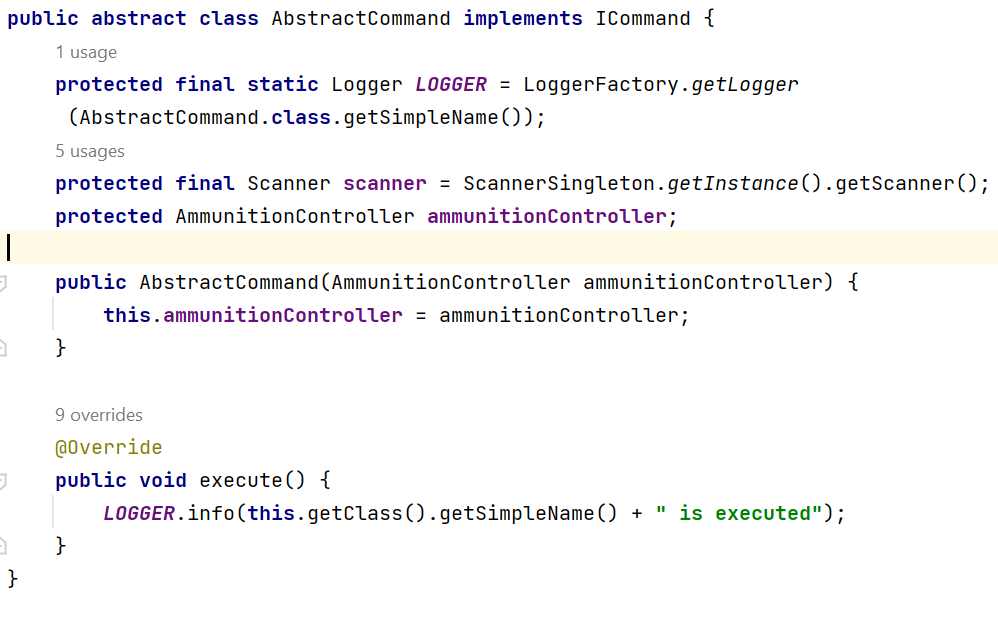 public abstract class AbstractCommand implements ICommand {
1 usage
protected final static Logger LOGGER = LoggerFactory.getLogger
(AbstractCommand.class.getSimpleName());
5 usages
protected final Scanner scanner = ScannerSingleton.getInstance().getScanner();
protected AmmunitionController ammunitionController;
public AbstractCommand(AmmunitionController ammunitionController) {
this.ammunitionController = ammunitionController;
}
9 overrides
@Override
public void execute() {
LOGGER.info(this.getClass().getSimpleName() + " is executed");
}
}